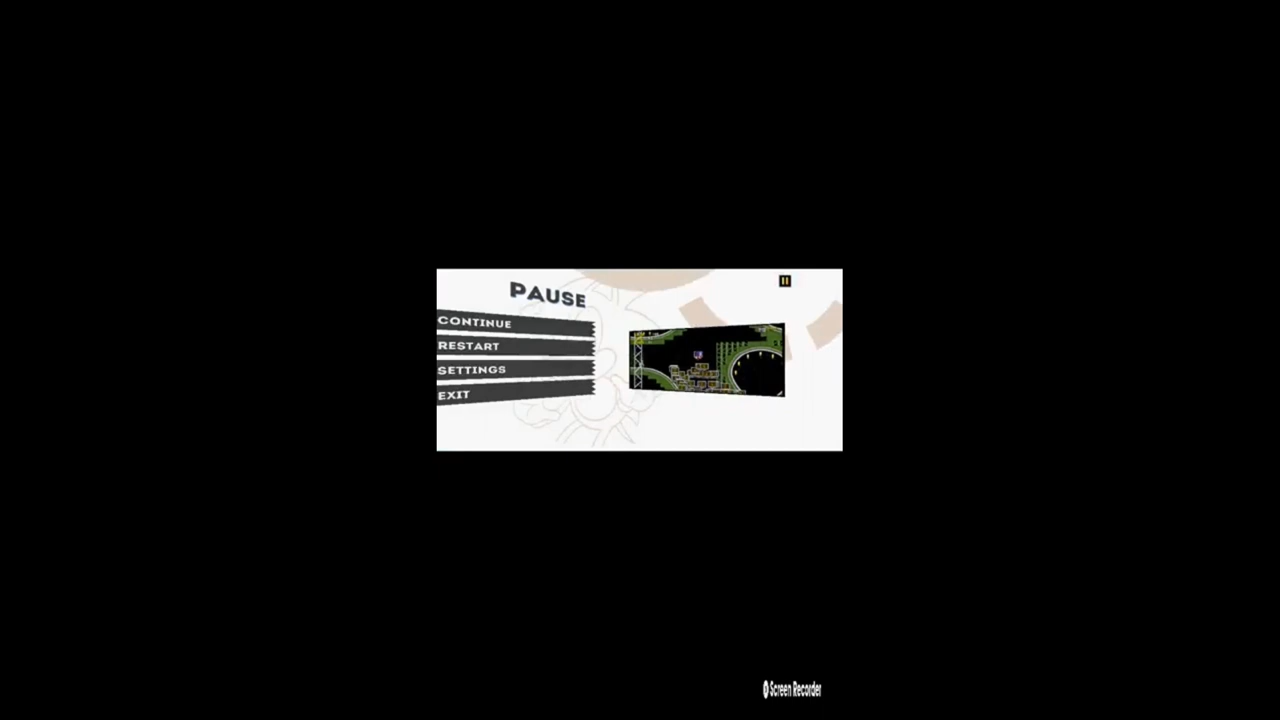 PAUSE
CONTINUE
RESTART
SETTINGS
EXIT
Screen Recorder